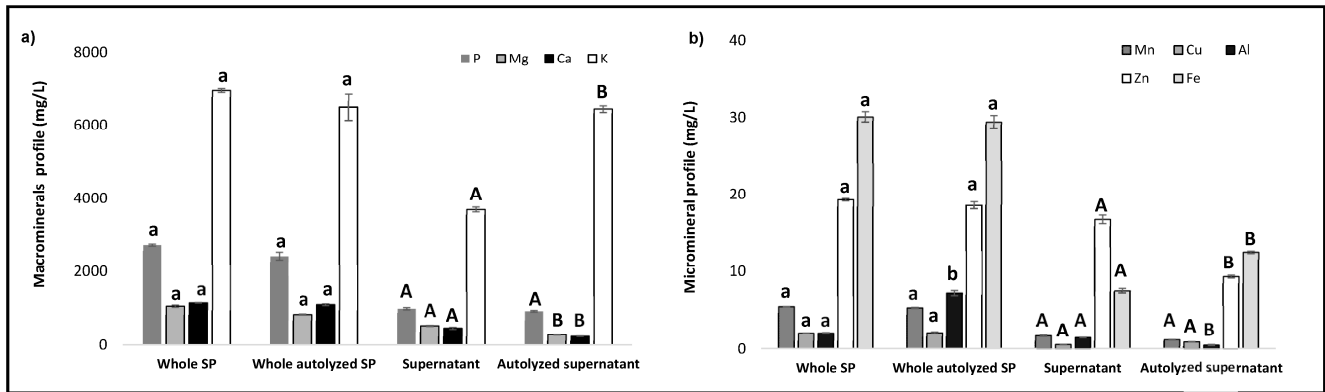 a)
Macrominerals profile (mg/L)
8000
6000
4000
2000
0
P Mg Ca K
a a a a
a a a a
A A A A
A B B B
Whole SP Whole autolyzed SP Supernatant Autolyzed supernatant
b)
Micromineral profile (mg/L)
40
30
20
10
0
Mn Cu Al
Zn Fe
a a a a a
a a b a a
A A A A A
A A B B B
Whole SP Whole autolyzed SP Supernatant Autolyzed supernatant